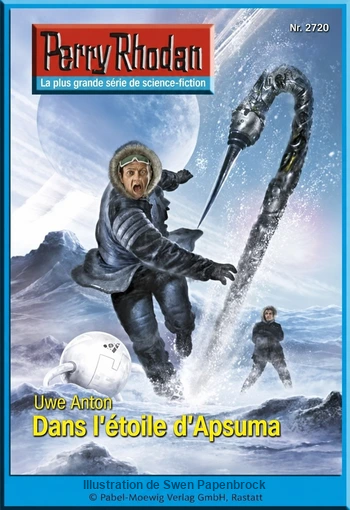 Nr. 2720
Perry Rhodan
La plus grande série de science-fiction
Uwe Anton
Dans l'étoile d'Apsuma
Illustration de Swen Papenbrock
© Pabel-Moewig Verlag GmbH, Rastatt